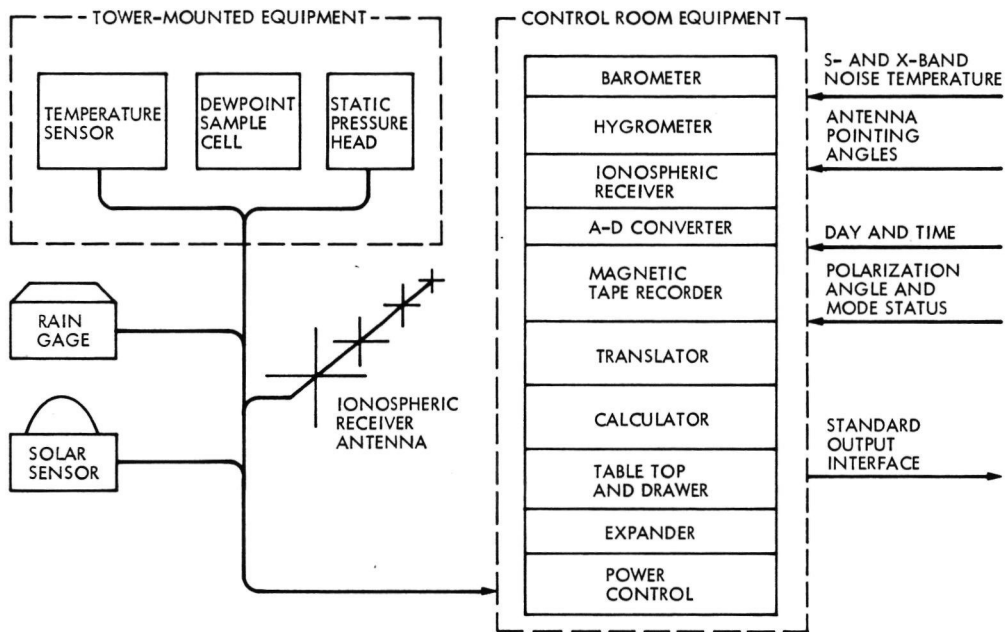 TOWER-MOUNTED EQUIPMENT
TEMPERATURE
SENSOR
DEWPOINT
SAMPLE
CELL
STATIC
PRESSURE
HEAD
RAIN
GAGE
SOLAR
SENSOR
IONOSPHERIC
RECEIVER
ANTENNA
CONTROL ROOM EQUIPMENT
BAROMETER
HYGROMETER
IONOSPHERIC
RECEIVER
A-D CONVERTER
MAGNETIC
TAPE RECORDER
TRANSLATOR
CALCULATOR
TABLE TOP
AND DRAWER
EXPANDER
POWER
CONTROL
S- AND X-BAND
NOISE TEMPERATURE
ANTENNA
POINTING
ANGLES
DAY AND TIME
POLARIZATION
ANGLE AND
MODE STATUS
STANDARD
OUTPUT
INTERFACE